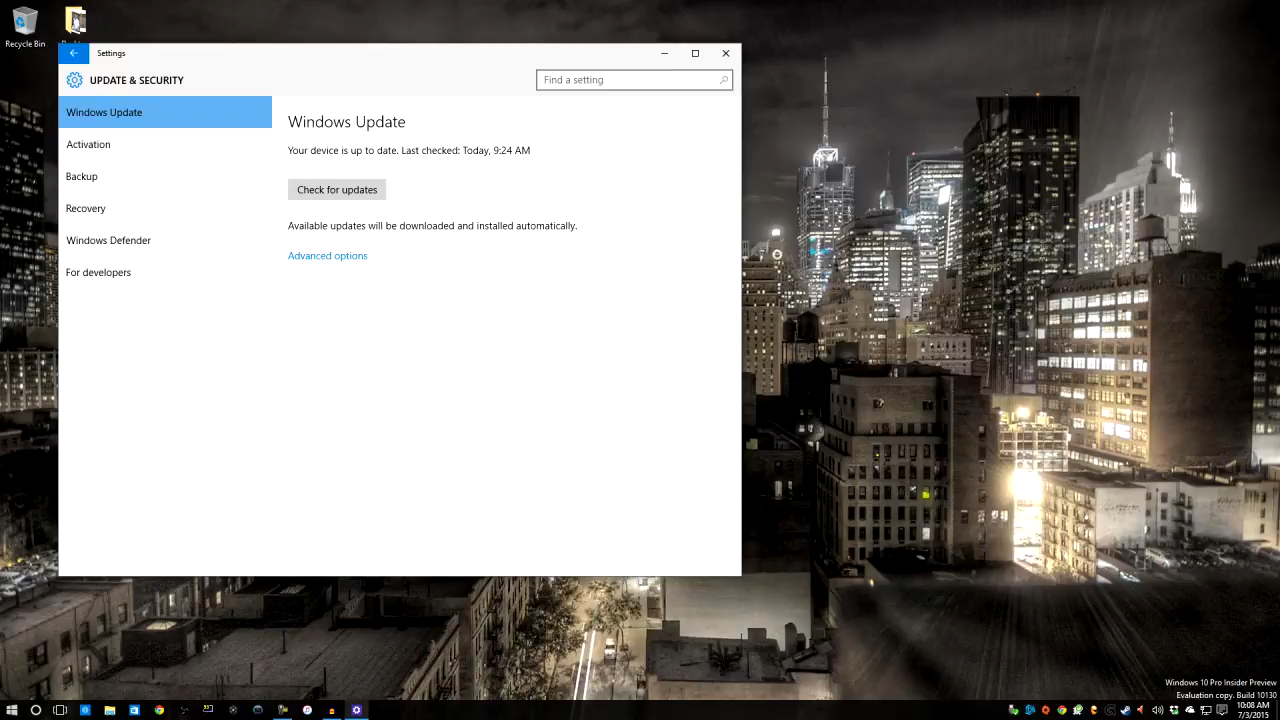 Recycle Bin
Settings
UPDATE & SECURITY
Find a setting
Windows Update
Activation
Backup
Recovery
Windows Defender
For developers
Windows Update
Your device is up to date. Last checked: Today, 9:24 AM
Check for updates
Available updates will be downloaded and installed automatically.
Advanced options
Windows 10 Pro Insider Preview
Evaluation copy. Build 10130
10:08 AM
7/3/2015